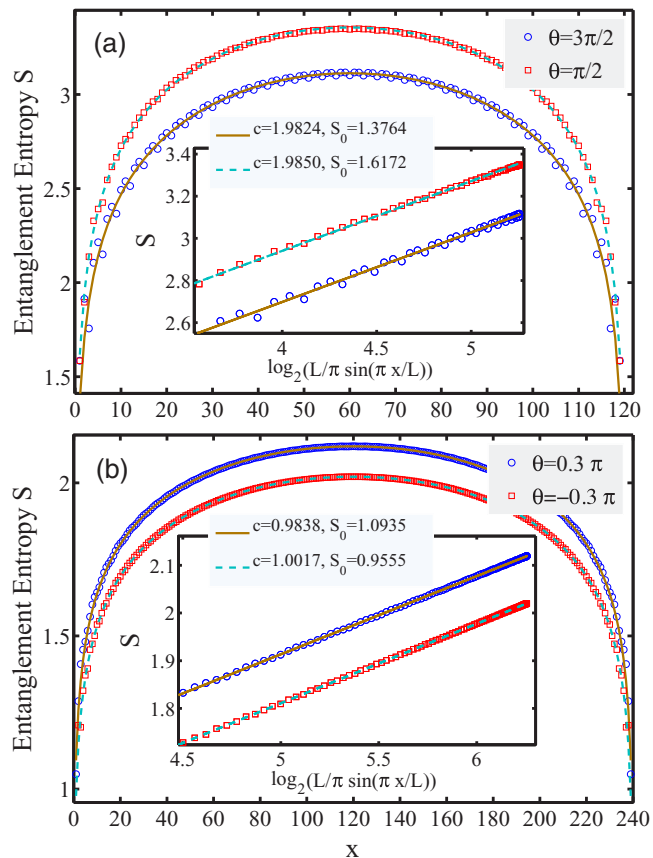 (a)
θ=3π/2
θ=π/2
Entanglement Entropy S
3
2.5
2
1.5
c=1.9824, S₀=1.3764
c=1.9850, S₀=1.6172
S
3.4
3.2
3
2.8
2.6
4
4.5
5
log₂(L/π sin(π x/L))
0 10 20 30 40 50 60 70 80 90 100 110 120
(b)
θ=0.3 π
θ=−0.3 π
Entanglement Entropy S
2
1.5
1
c=0.9838, S₀=1.0935
c=1.0017, S₀=0.9555
S
2.1
2
1.9
1.8
4.5
5
5.5
6
log₂(L/π sin(π x/L))
0 20 40 60 80 100 120 140 160 180 200 220 240
x